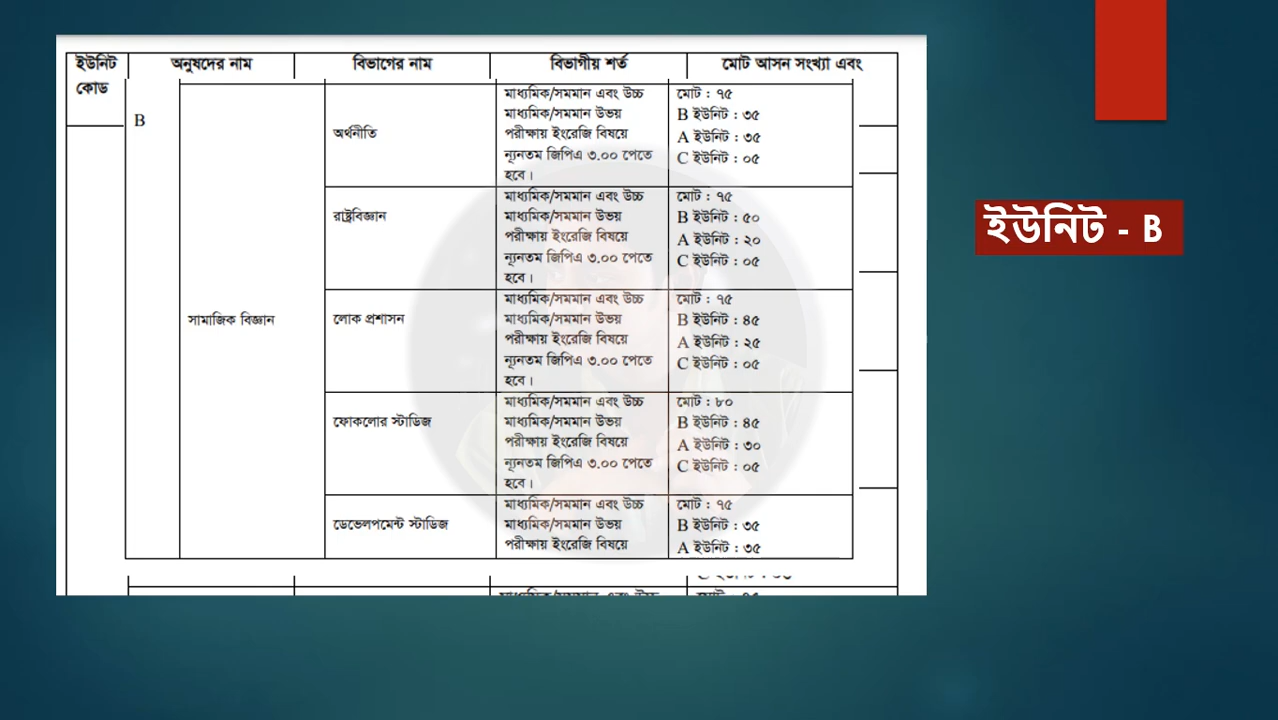 ইউনিট কোড
অনুষদের নাম
বিভাগের নাম
বিভাগীয় শর্ত
মোট আসন সংখ্যা এবং
B
সামাজিক বিজ্ঞান
অর্থনীতি
মাধ্যমিক/সমমান এবং উচ্চ
মাধ্যমিক/সমমান উভয়
পরীক্ষায় ইংরেজি বিষয়ে
ন্যূনতম জিপিএ ৩.০০ পেতে
হবে।
মোট : ৭৫
B ইউনিট : ৩৫
A ইউনিট : ৩৫
C ইউনিট : ০৫
রাষ্ট্রবিজ্ঞান
মাধ্যমিক/সমমান এবং উচ্চ
মাধ্যমিক/সমমান উভয়
পরীক্ষায় ইংরেজি বিষয়ে
ন্যূনতম জিপিএ ৩.০০ পেতে
হবে।
মোট : ৭৫
B ইউনিট : ৫০
A ইউনিট : ২০
C ইউনিট : ০৫
লোক প্রশাসন
মাধ্যমিক/সমমান এবং উচ্চ
মাধ্যমিক/সমমান উভয়
পরীক্ষায় ইংরেজি বিষয়ে
ন্যূনতম জিপিএ ৩.০০ পেতে
হবে।
মোট : ৭৫
B ইউনিট : ৪৫
A ইউনিট : ২৫
C ইউনিট : ০৫
ফোকলোর স্টাডিজ
মাধ্যমিক/সমমান এবং উচ্চ
মাধ্যমিক/সমমান উভয়
পরীক্ষায় ইংরেজি বিষয়ে
ন্যূনতম জিপিএ ৩.০০ পেতে
হবে।
মোট : ৮০
B ইউনিট : ৪৫
A ইউনিট : ৩০
C ইউনিট : ০৫
ডেভেলপমেন্ট স্টাডিজ
মাধ্যমিক/সমমান এবং উচ্চ
মাধ্যমিক/সমমান উভয়
পরীক্ষায় ইংরেজি বিষয়ে
মোট : ৭৫
B ইউনিট : ৩৫
A ইউনিট : ৩৫
ইউনিট - B